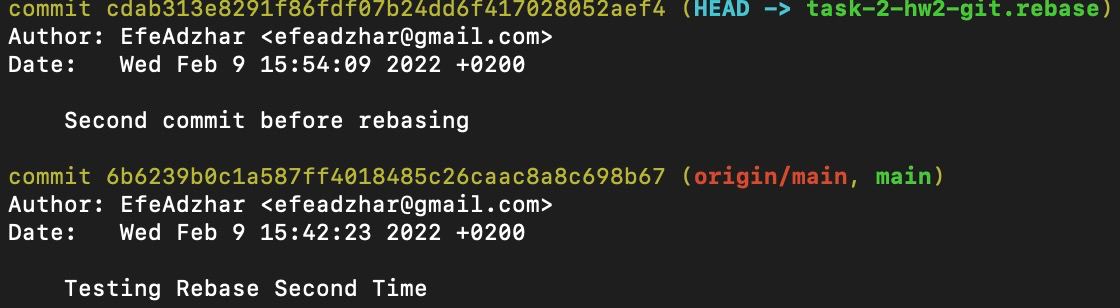 commit cdab313e8291f86fdf07b24dd6f417028052aef4 (HEAD -> task-2-hw2-git.rebase)
Author: EfeAdzhar <efeadzhar@gmail.com>
Date:   Wed Feb 9 15:54:09 2022 +0200
    Second commit before rebasing
commit 6b6239b0c1a587ff4018485c26caac8a8c698b67 (origin/main, main)
Author: EfeAdzhar <efeadzhar@gmail.com>
Date:   Wed Feb 9 15:42:23 2022 +0200
    Testing Rebase Second Time